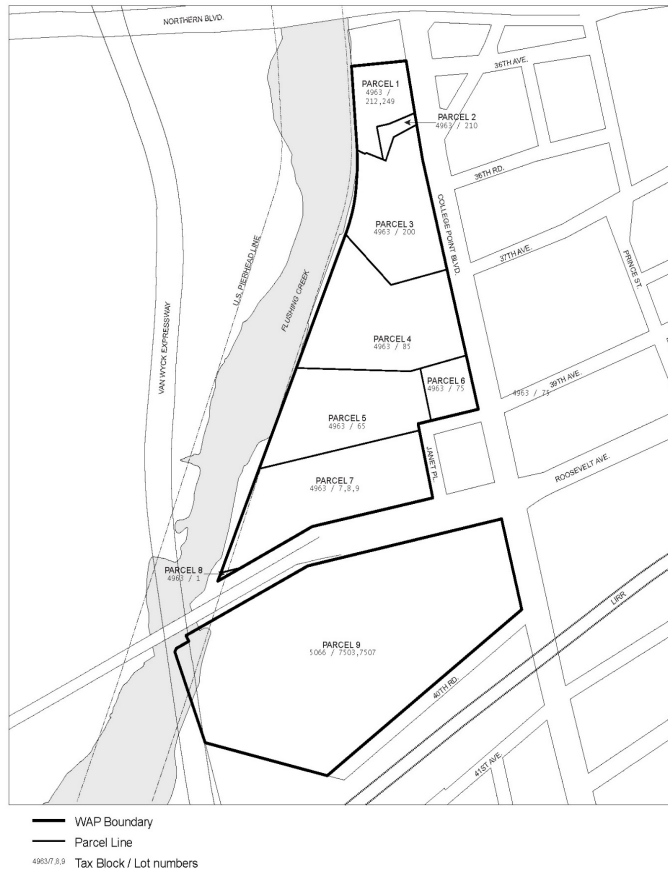 NORTHERN BLVD.
36TH AVE.
PARCEL 1
4963 /
212,249
PARCEL 2
4963 / 210
36TH RD.
COLLEGE POINT BLVD.
PARCEL 3
4963 / 200
37TH AVE.
PRINCE ST.
U.S. PIERHEAD LINE
FLUSHING CREEK
VAN WYCK EXPRESSWAY
PARCEL 4
4963 / 85
PARCEL 6
4963 / 75
39TH AVE.
4963 / 75
PARCEL 5
4963 / 65
JANET PL.
ROOSEVELT AVE.
PARCEL 7
4963 / 7,8,9
PARCEL 8
4963 / 1
LIRR
PARCEL 9
5066 / 7503,7507
40TH RD.
41ST AVE.
WAP Boundary
Parcel Line
4963/7,8,9 Tax Block / Lot numbers